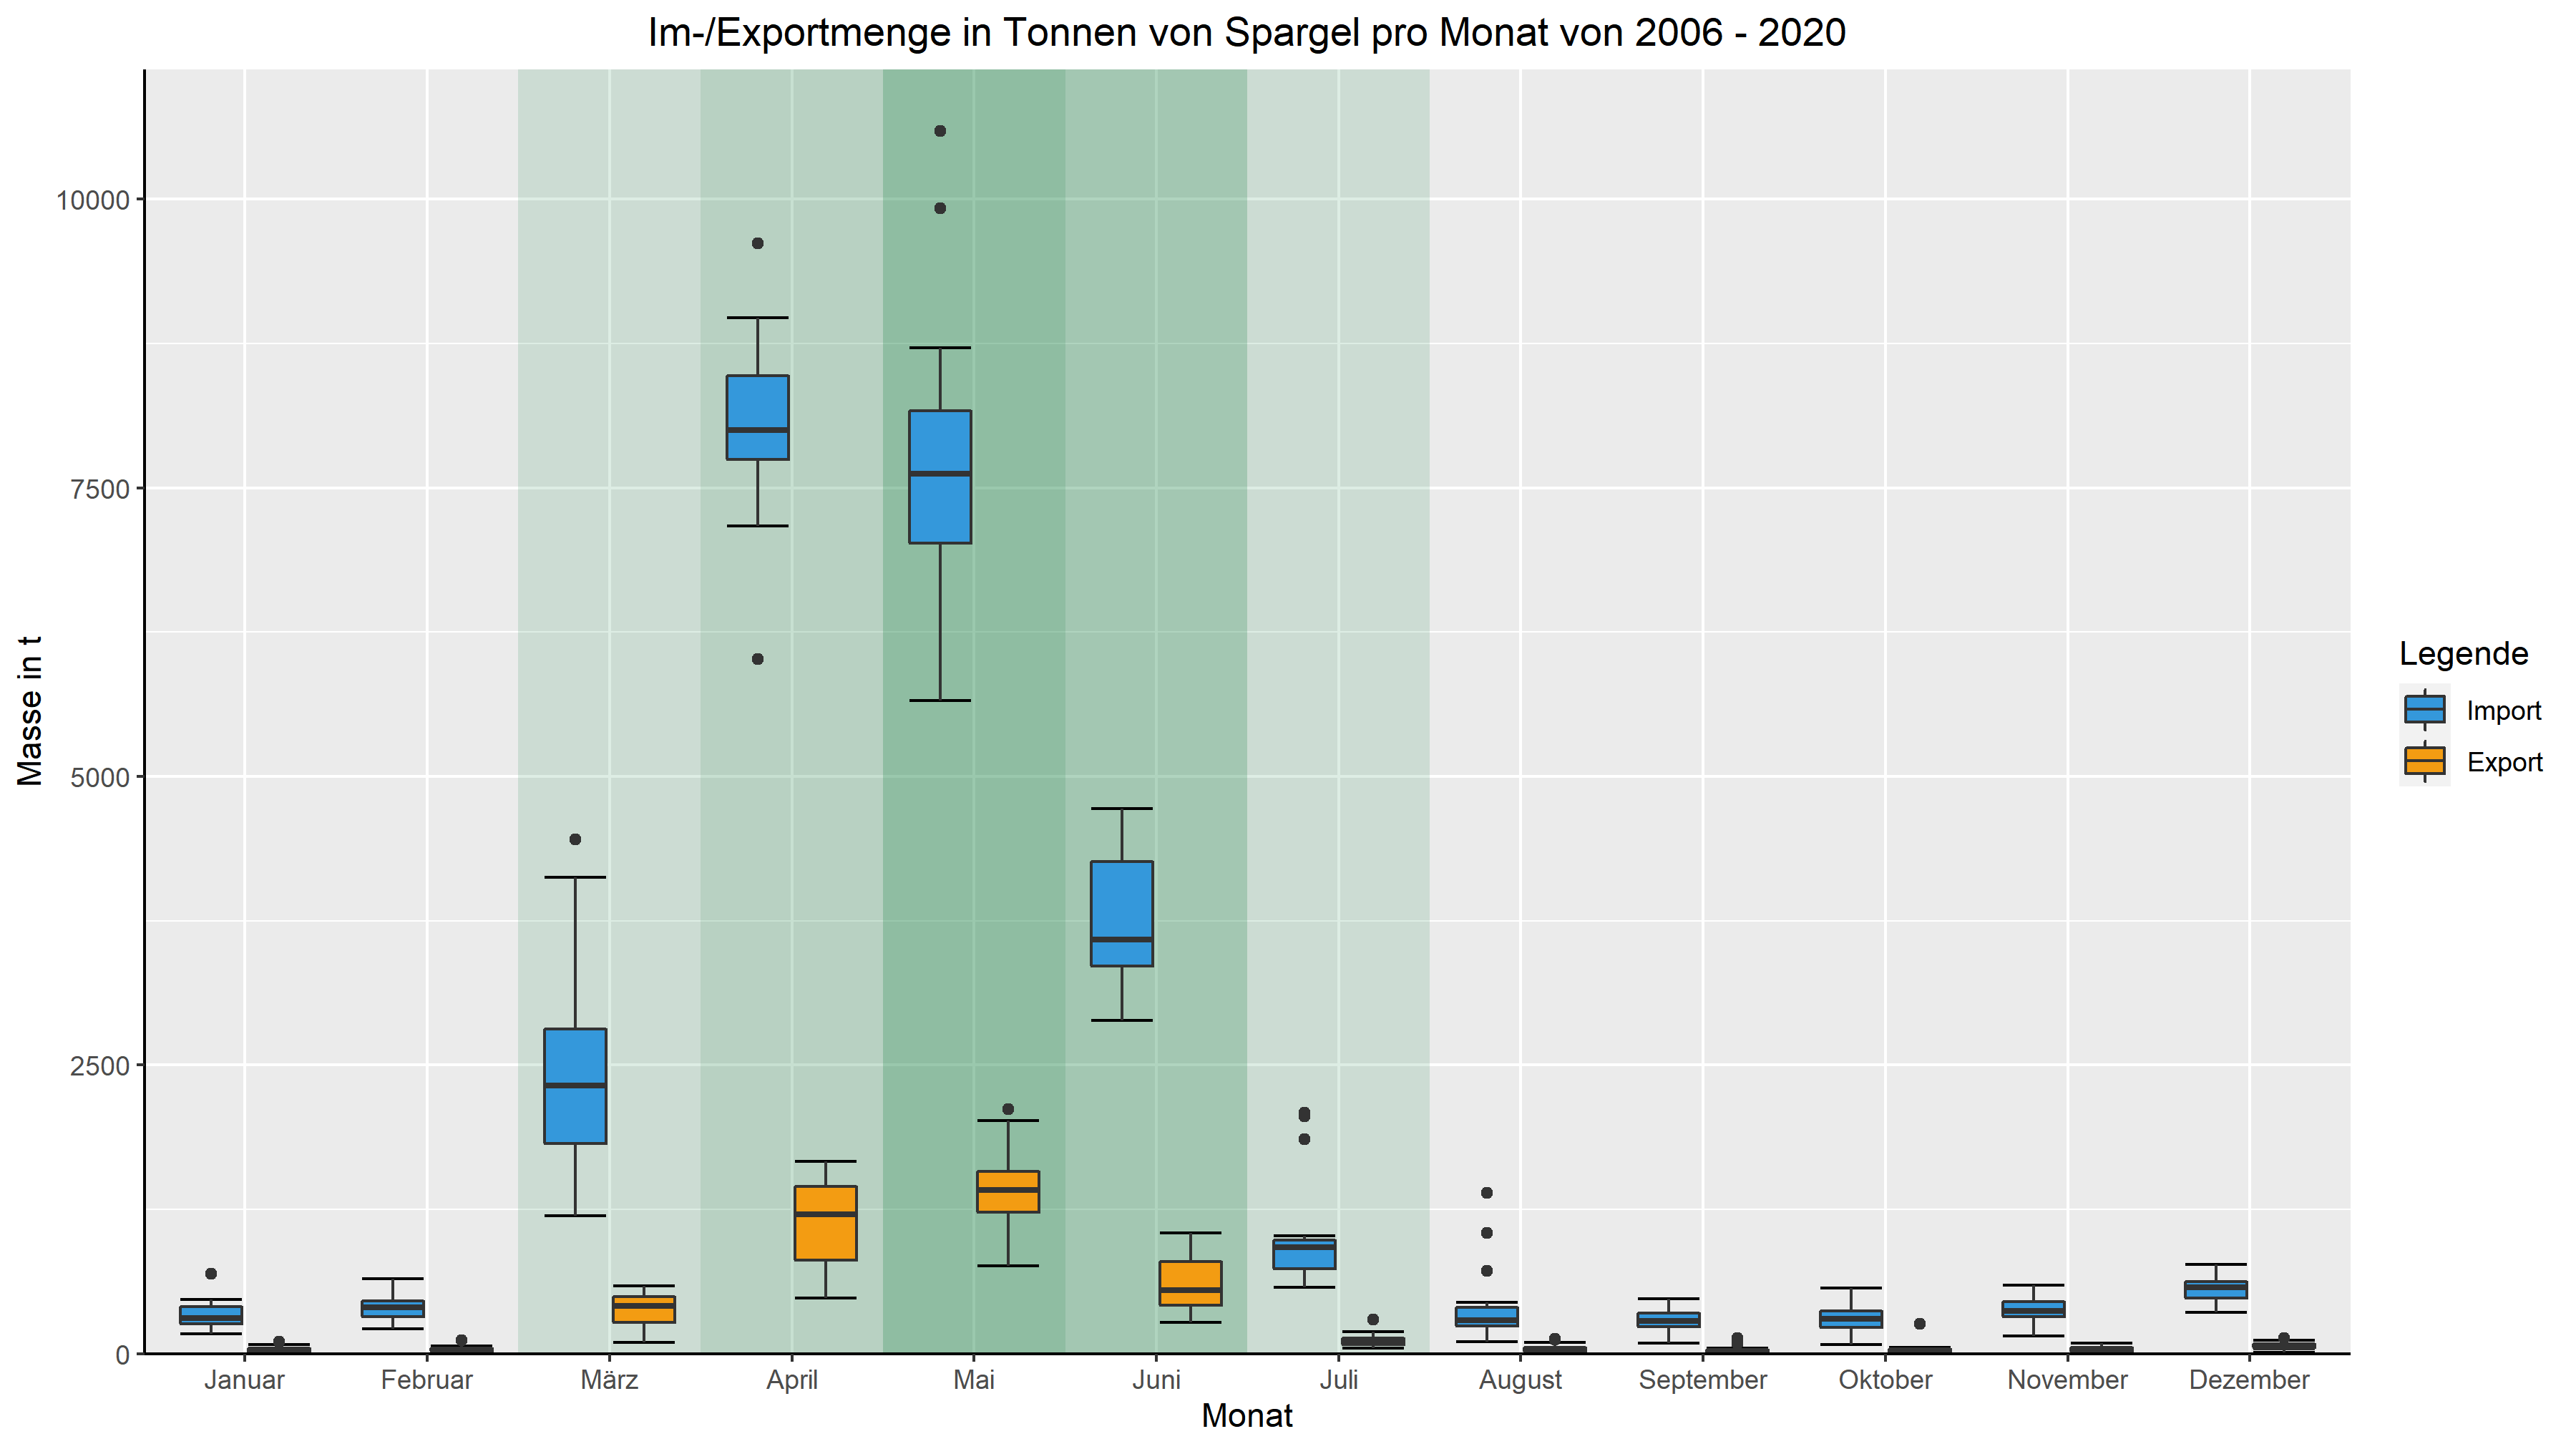 Im-/Exportmenge in Tonnen von Spargel pro Monat von 2006 - 2020
Masse in t
10000
7500
5000
2500
0
Januar Februar März April Mai Juni Juli August September Oktober November Dezember
Monat
Legende
Import
Export